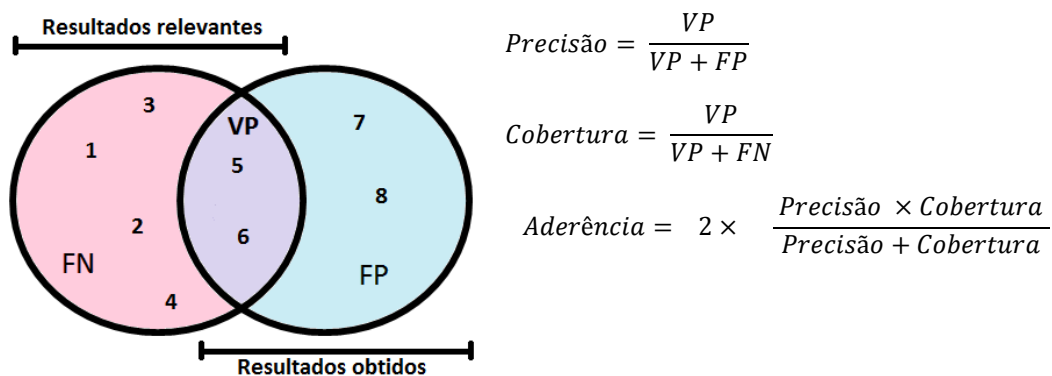 Resultados relevantes
3
VP
7
1
5
8
2
6
FN
FP
4
Resultados obtidos
Precisão = VP / VP + FP
Cobertura = VP / VP + FN
Aderência = 2 × Precisão × Cobertura / Precisão + Cobertura